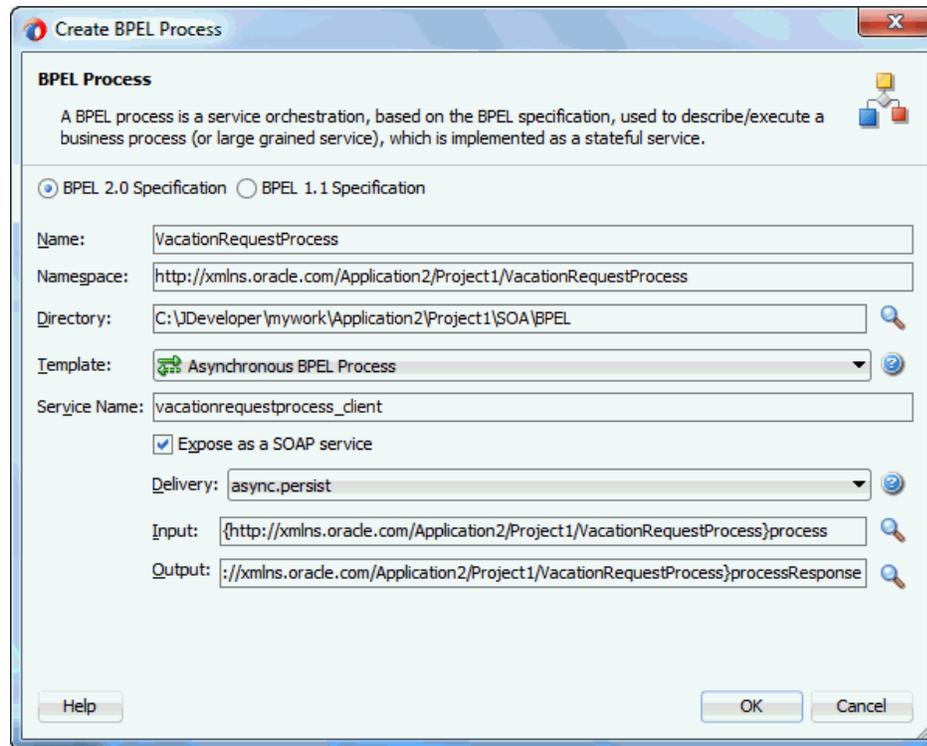 Create BPEL Process
BPEL Process
A BPEL process is a service orchestration, based on the BPEL specification, used to describe/execute a
business process (or large grained service), which is implemented as a stateful service.
BPEL 2.0 Specification BPEL 1.1 Specification
Name: VacationRequestProcess
Namespace: http://xmlns.oracle.com/Application2/Project1/VacationRequestProcess
Directory: C:\JDeveloper\mywork\Application2\Project1\SOA\BPEL
Template: Asynchronous BPEL Process
Service Name: vacationrequestprocess_client
Expose as a SOAP service
Delivery: async.persist
Input: {http://xmlns.oracle.com/Application2/Project1/VacationRequestProcess}process
Output: ://xmlns.oracle.com/Application2/Project1/VacationRequestProcess}processResponse
Help OK Cancel